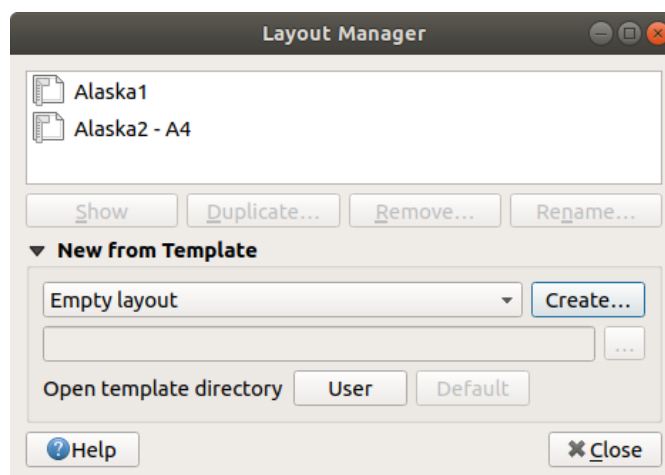 Layout Manager
Alaska1
Alaska2 - A4
Show Duplicate... Remove... Rename...
New from Template
Empty layout Create...
...
Open template directory User Default
Help Close